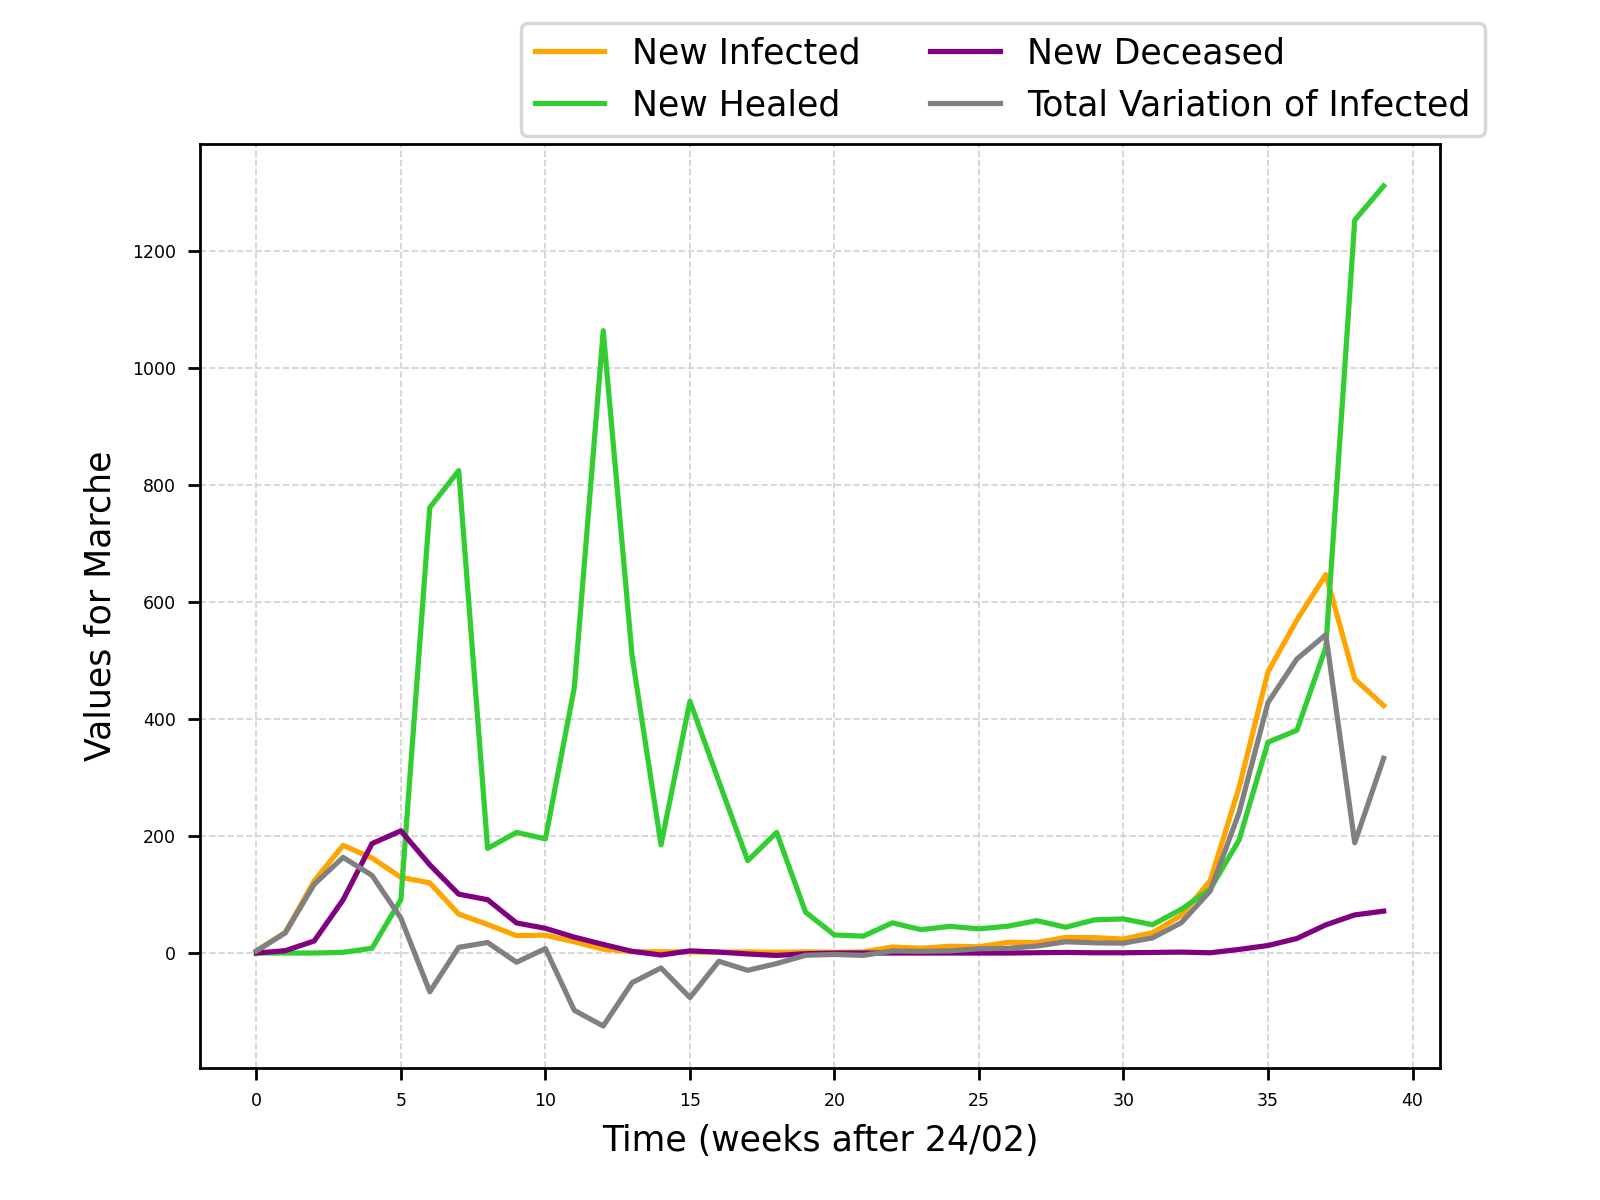 New Infected
New Healed
New Deceased
Total Variation of Infected
Values for Marche
1200
1000
800
600
400
200
0
0 5 10 15 20 25 30 35 40
Time (weeks after 24/02)